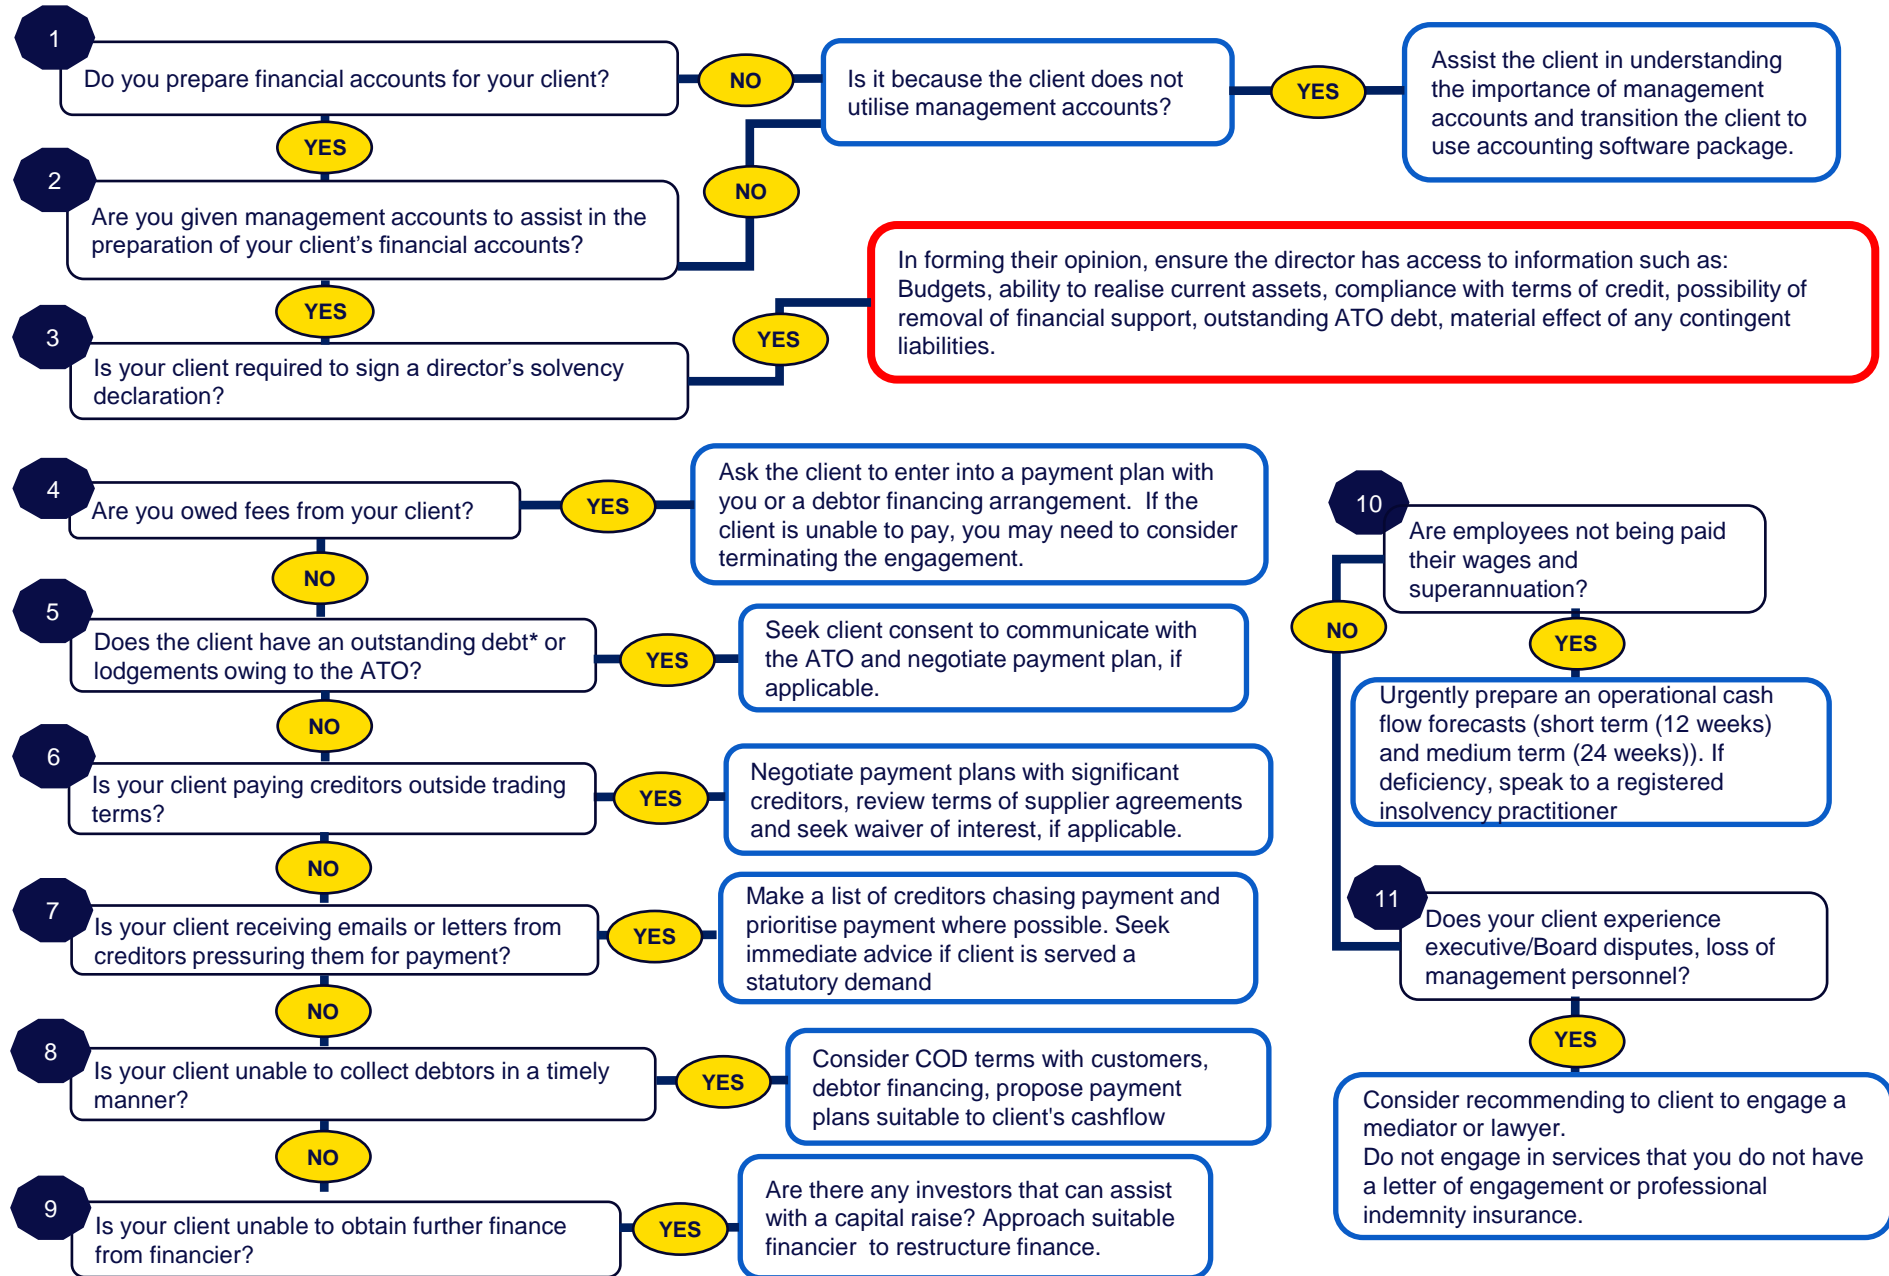 1
Do you prepare financial accounts for your client?
NO
Is it because the client does not
utilise management accounts?
YES
Assist the client in understanding
the importance of management
accounts and transition the client to
use accounting software package.
YES
2
Are you given management accounts to assist in the
preparation of your client's financial accounts?
NO
YES
3
Is your client required to sign a director's solvency
declaration?
YES
In forming their opinion, ensure the director has access to information such as:
Budgets, ability to realise current assets, compliance with terms of credit, possibility of
removal of financial support, outstanding ATO debt, material effect of any contingent
liabilities.
4
Are you owed fees from your client?
YES
Ask the client to enter into a payment plan with
you or a debtor financing arrangement.  If the
client is unable to pay, you may need to consider
terminating the engagement.
NO
5
Does the client have an outstanding debt* or
lodgements owing to the ATO?
YES
Seek client consent to communicate with
the ATO and negotiate payment plan, if
applicable.
NO
6
Is your client paying creditors outside trading
terms?
YES
Negotiate payment plans with significant
creditors, review terms of supplier agreements
and seek waiver of interest, if applicable.
NO
7
Is your client receiving emails or letters from
creditors pressuring them for payment?
YES
Make a list of creditors chasing payment and
prioritise payment where possible. Seek
immediate advice if client is served a
statutory demand
NO
8
Is your client unable to collect debtors in a timely
manner?
YES
Consider COD terms with customers,
debtor financing, propose payment
plans suitable to client's cashflow
NO
9
Is your client unable to obtain further finance
from financier?
YES
Are there any investors that can assist
with a capital raise? Approach suitable
financier  to restructure finance.
10
Are employees not being paid
their wages and
superannuation?
NO
YES
Urgently prepare an operational cash
flow forecasts (short term (12 weeks)
and medium term (24 weeks)). If
deficiency, speak to a registered
insolvency practitioner
11
Does your client experience
executive/Board disputes, loss of
management personnel?
YES
Consider recommending to client to engage a
mediator or lawyer.
Do not engage in services that you do not have
a letter of engagement or professional
indemnity insurance.